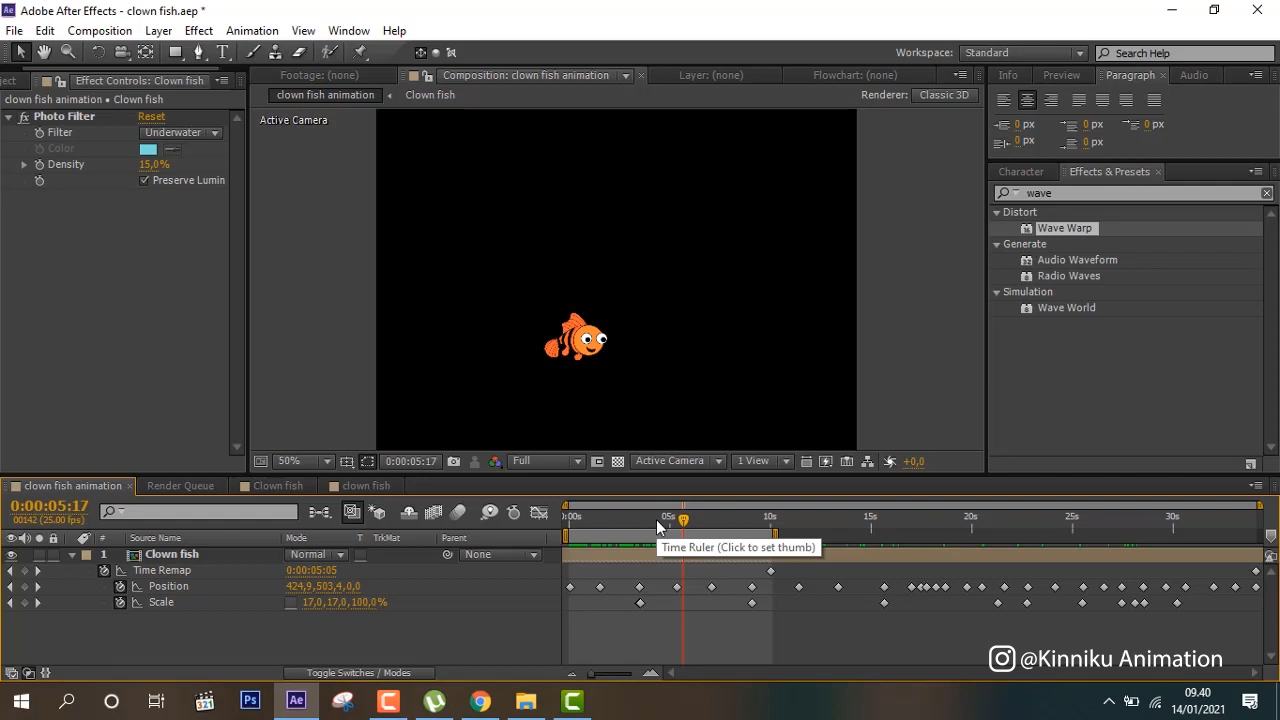 Adobe After Effects - clown fish.aep *
File Edit Composition Layer Effect Animation View Window Help
Workspace: Standard Search Help
ject Effect Controls: Clown fish
Footage: (none) Composition: clown fish animation Layer: (none) Flowchart: (none)
Info Preview Paragraph Audio
clown fish animation • Clown fish
clown fish animation Clown fish
Renderer: Classic 3D
Photo Filter Reset
Filter Underwater
Color
Density 15,0%
Preserve Lumin
Active Camera
0 px 0 px 0 px
0 px 0 px
Character Effects & Presets
wave
Distort
Wave Warp
Generate
Audio Waveform
Radio Waves
Simulation
Wave World
50% 0:00:05:17 Full Active Camera 1 View +0,0
clown fish animation Render Queue clown fish clown fish
0:00:05:17
00142 (25.00 fps)
0:00s 05s 10s 15s 20s 25s 30s
# Source Name Mode T TrkMat Parent
Time Ruler (Click to set thumb)
1 Clown fish Normal None
Time Remap 0:00:05:05
Position 424,9,503,4,0,0
Scale 17,0,17,0,100,0%
@Kinniku Animation
Toggle Switches / Modes
321 Ps Ae C C
09.40
14/01/2021